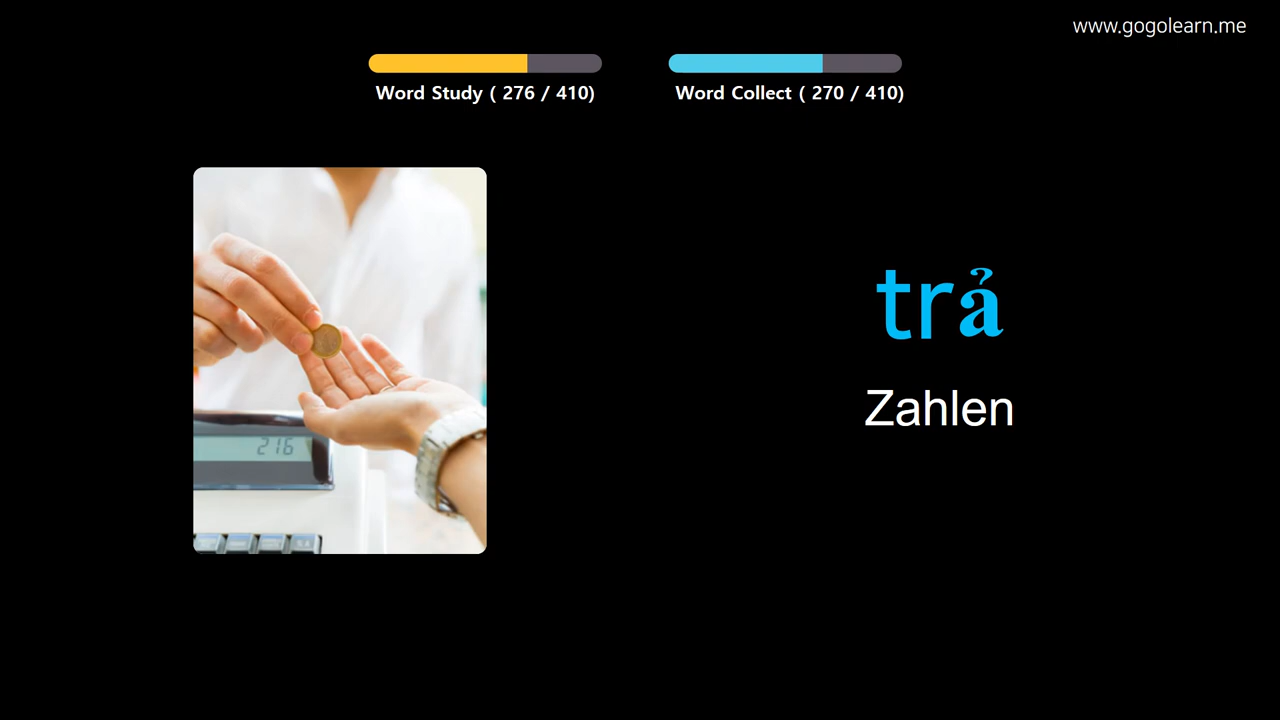 www.gogolearn.me
Word Study ( 276 / 410)
Word Collect ( 270 / 410)
216
trả
Zahlen